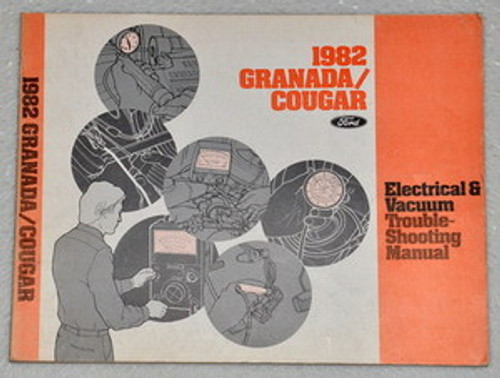 1982 GRANADA/COUGAR
1982
GRANADA/
COUGAR
Ford
Electrical &
Vacuum
Trouble-
Shooting
Manual